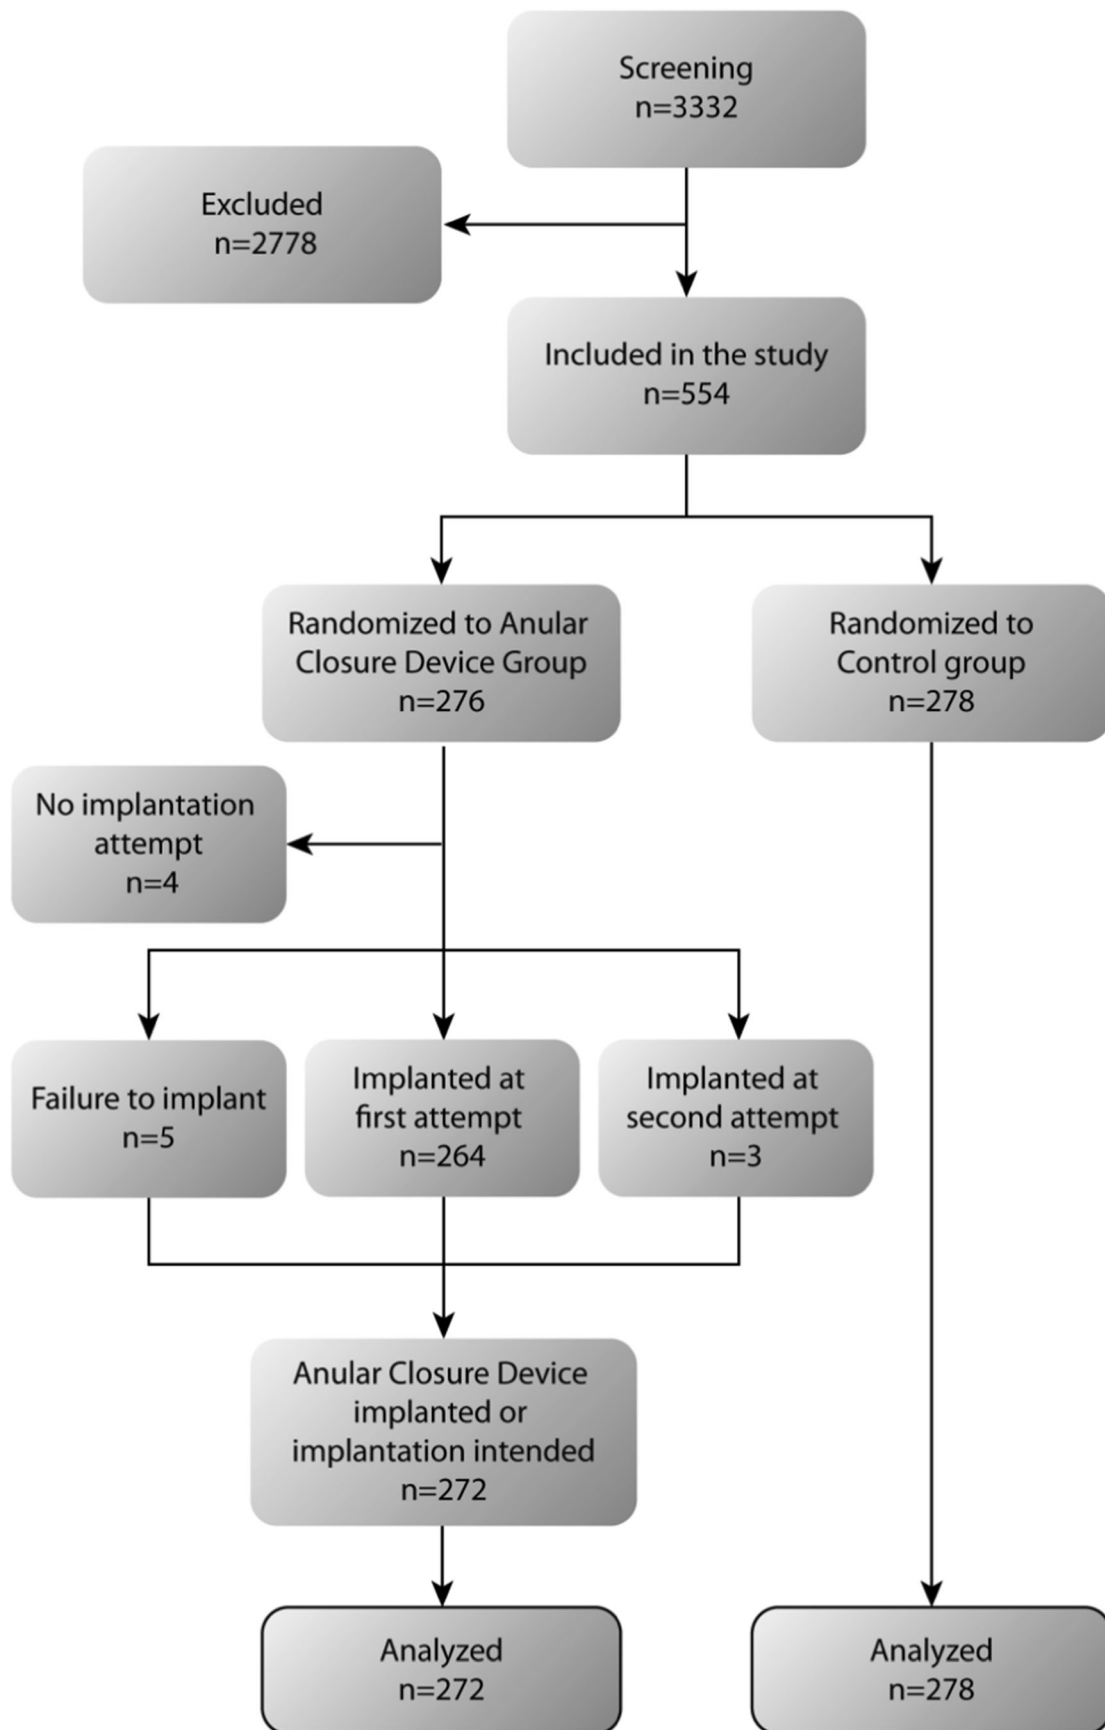 Screening
n=3332
Excluded
n=2778
Included in the study
n=554
Randomized to Anular
Closure Device Group
n=276
Randomized to
Control group
n=278
No implantation
attempt
n=4
Failure to implant
n=5
Implanted at
first attempt
n=264
Implanted at
second attempt
n=3
Anular Closure Device
implanted or
implantation intended
n=272
Analyzed
n=272
Analyzed
n=278